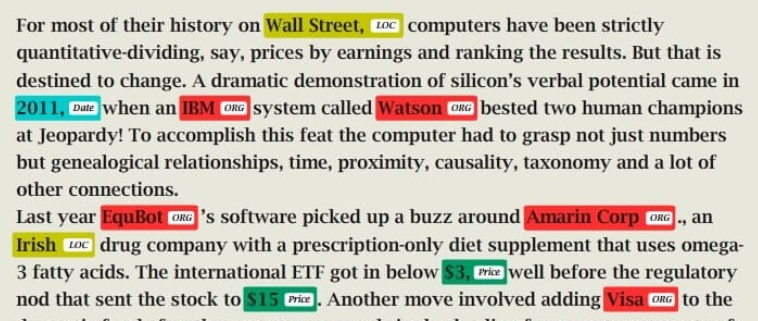 For most of their history on Wall Street, LOC computers have been strictly
quantitative-dividing, say, prices by earnings and ranking the results. But that is
destined to change. A dramatic demonstration of silicon's verbal potential came in
2011, Date when an IBM ORG system called Watson ORG bested two human champions
at Jeopardy! To accomplish this feat the computer had to grasp not just numbers
but genealogical relationships, time, proximity, causality, taxonomy and a lot of
other connections.
Last year EquBot ORG 's software picked up a buzz around Amarin Corp ORG ., an
Irish LOC drug company with a prescription-only diet supplement that uses omega-
3 fatty acids. The international ETF got in below $3, Price well before the regulatory
nod that sent the stock to $15 Price . Another move involved adding Visa ORG to the